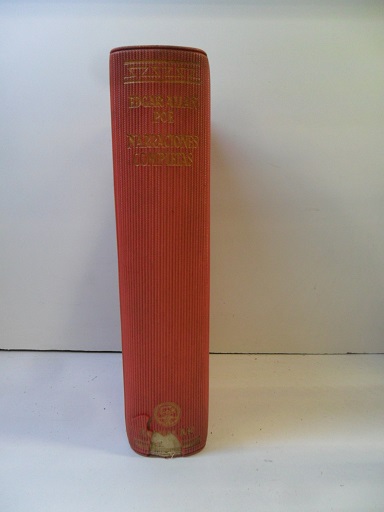 EDGAR ALLAN
POE
NARRACIONES
COMPLETAS